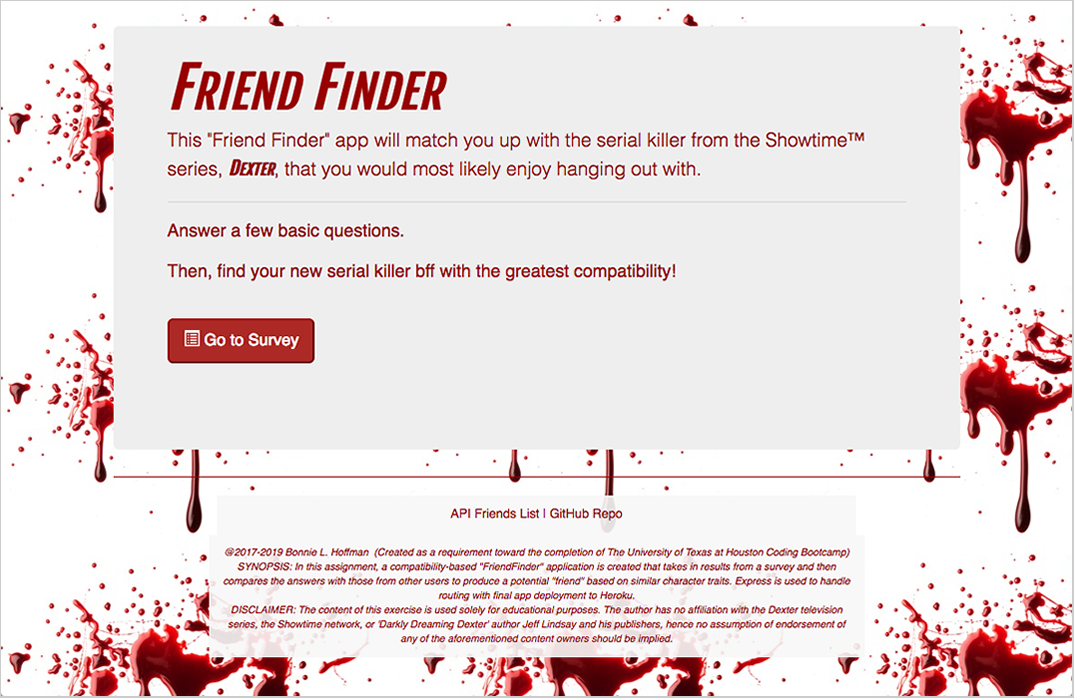 Friend Finder
This "Friend Finder" app will match you up with the serial killer from the Showtime™
series, Dexter, that you would most likely enjoy hanging out with.
Answer a few basic questions.
Then, find your new serial killer bff with the greatest compatibility!
Go to Survey
API Friends List | GitHub Repo
@2017-2019 Bonnie L. Hoffman (Created as a requirement toward the completion of The University of Texas at Houston Coding Bootcamp)
SYNOPSIS: In this assignment, a compatibility-based "FriendFinder" application is created that takes in results from a survey and then
compares the answers with those from other users to produce a potential "friend" based on similar character traits. Express is used to handle
routing with final app deployment to Heroku.
DISCLAIMER: The content of this exercise is used solely for educational purposes. The author has no affiliation with the Dexter television
series, the Showtime network, or 'Darkly Dreaming Dexter' author Jeff Lindsay and his publishers, hence no assumption of endorsement of
any of the aforementioned content owners should be implied.